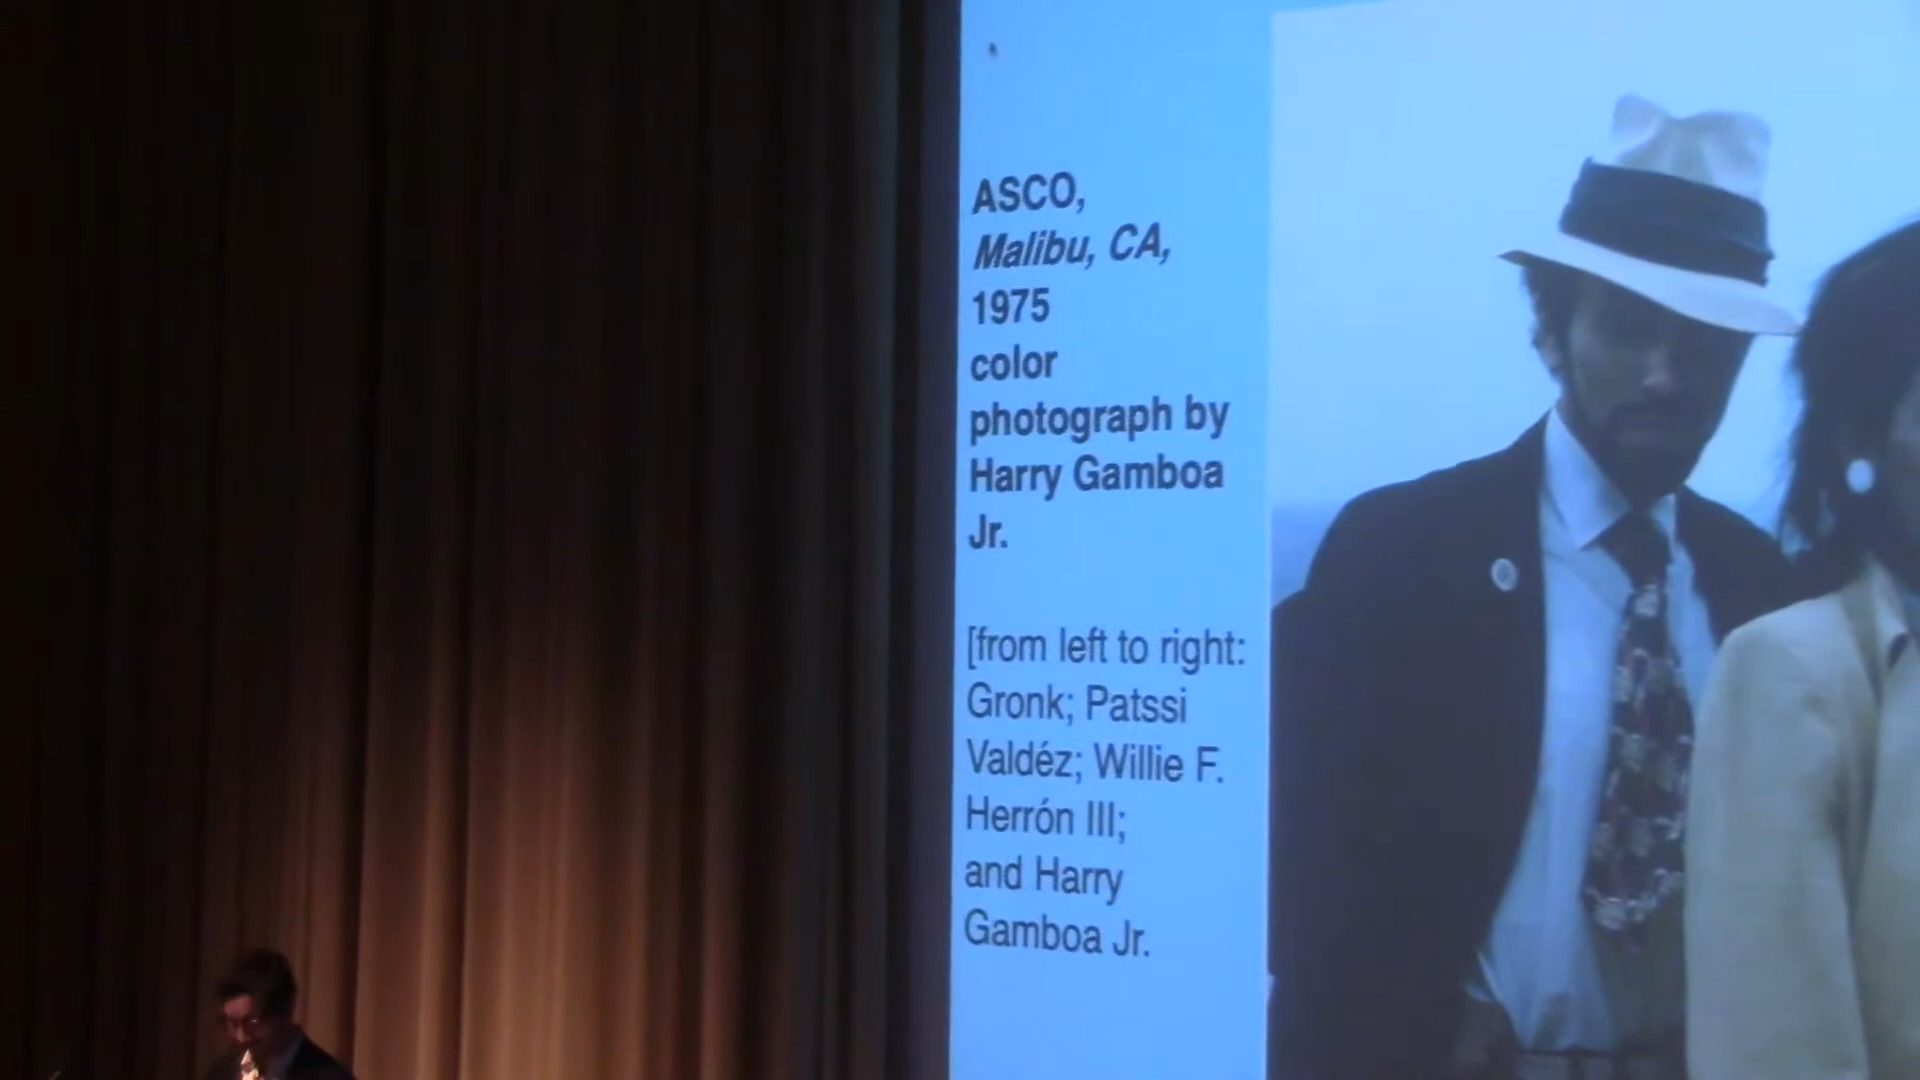 ASCO,
Malibu, CA,
1975
color
photograph by
Harry Gamboa
Jr.
[from left to right:
Gronk; Patssi
Valdéz; Willie F.
Herrón III;
and Harry
Gamboa Jr.